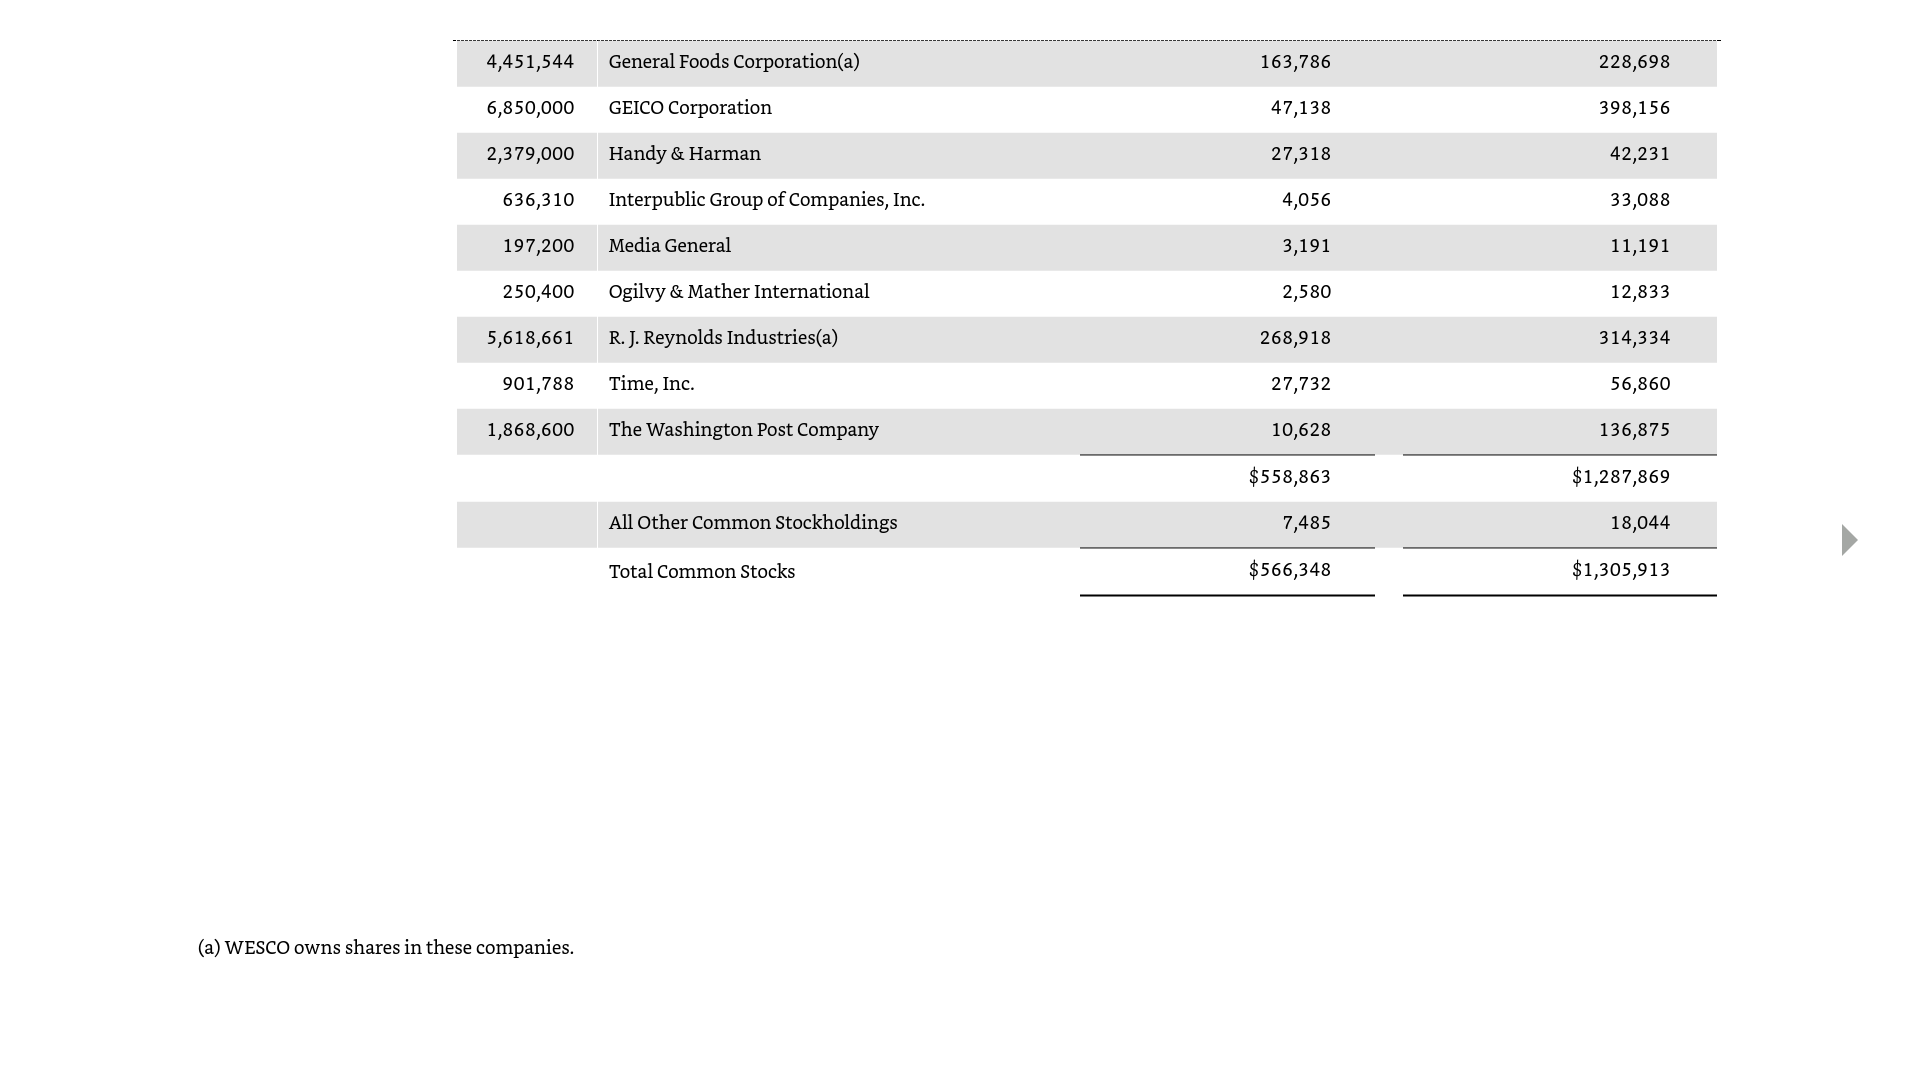 4,451,544 General Foods Corporation(a) 163,786 228,698
6,850,000 GEICO Corporation 47,138 398,156
2,379,000 Handy & Harman 27,318 42,231
636,310 Interpublic Group of Companies, Inc. 4,056 33,088
197,200 Media General 3,191 11,191
250,400 Ogilvy & Mather International 2,580 12,833
5,618,661 R. J. Reynolds Industries(a) 268,918 314,334
901,788 Time, Inc. 27,732 56,860
1,868,600 The Washington Post Company 10,628 136,875
$558,863 $1,287,869
All Other Common Stockholdings 7,485 18,044
Total Common Stocks $566,348 $1,305,913
(a) WESCO owns shares in these companies.